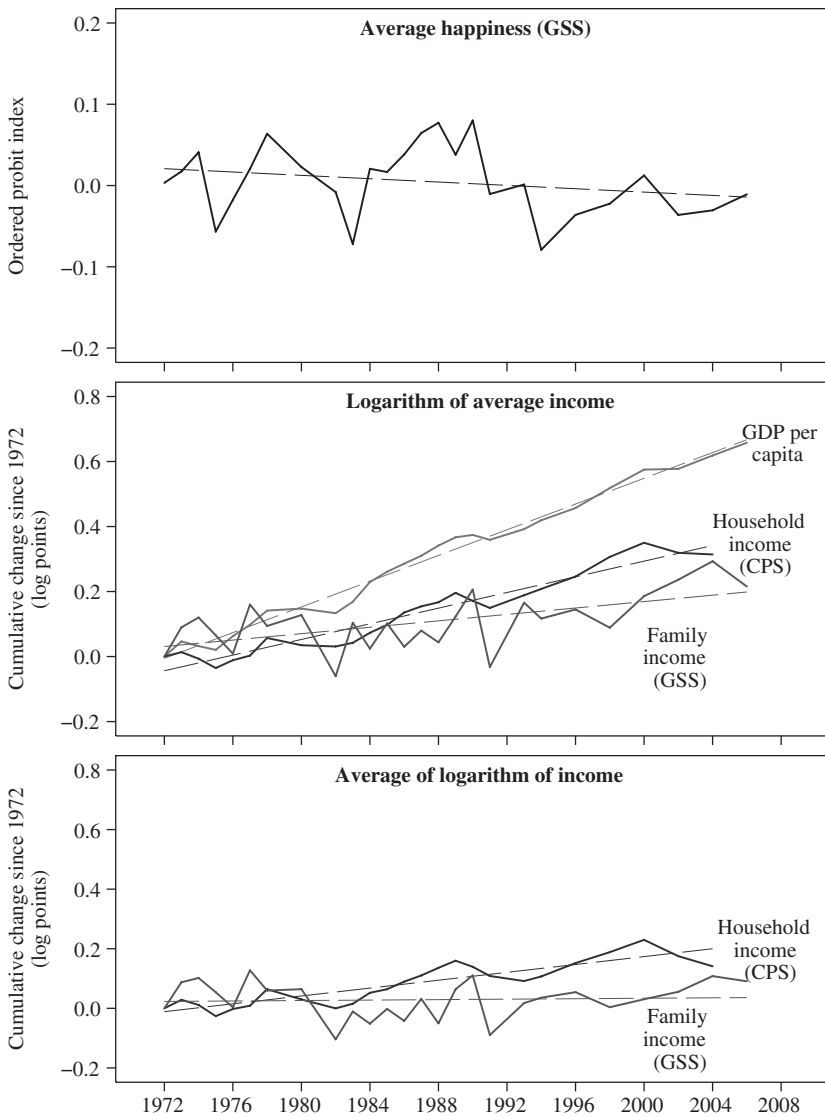 Average happiness (GSS)
Ordered probit index
0.2
0.1
0.0
−0.1
−0.2
Logarithm of average income
Cumulative change since 1972
(log points)
0.8
0.6
0.4
0.2
0.0
−0.2
GDP per
capita
Household
income
(CPS)
Family
income
(GSS)
Average of logarithm of income
Cumulative change since 1972
(log points)
0.8
0.6
0.4
0.2
0.0
−0.2
Household
income
(CPS)
Family
income
(GSS)
1972 1976 1980 1984 1988 1992 1996 2000 2004 2008